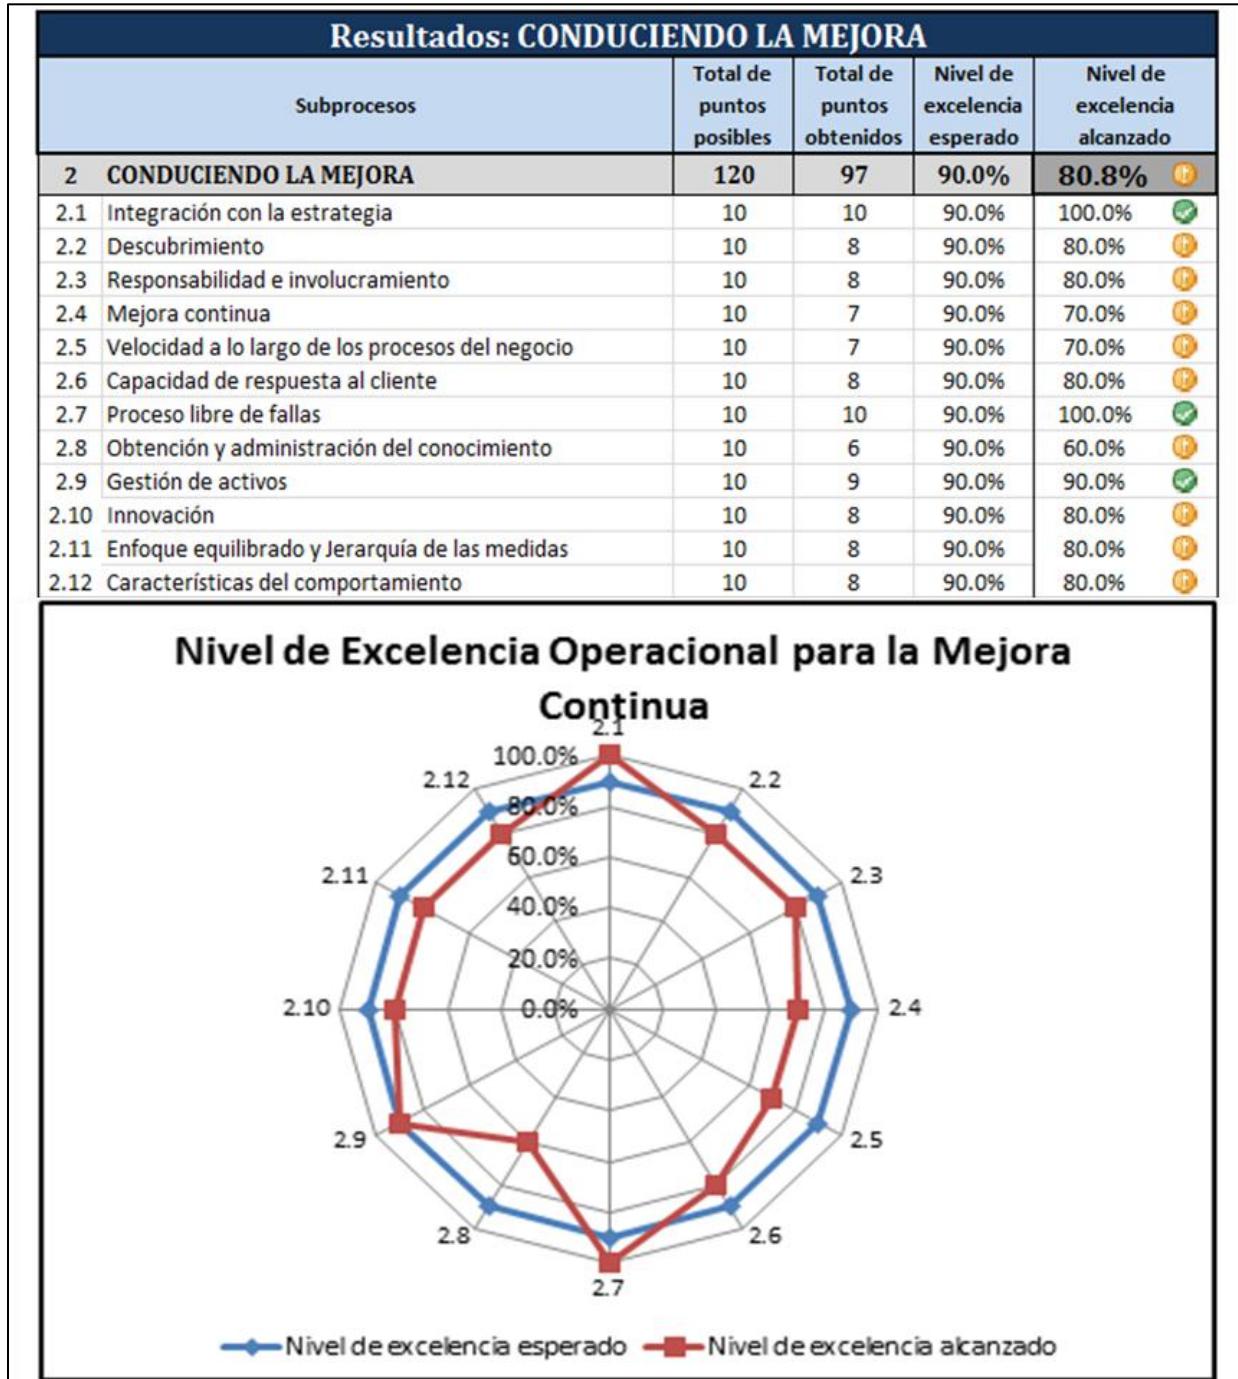 Resultados: CONDUCIENDO LA MEJORA
Subprocesos Total de puntos posibles Total de puntos obtenidos Nivel de excelencia esperado Nivel de excelencia alcanzado
2 CONDUCIENDO LA MEJORA 120 97 90.0% 80.8%
2.1 Integración con la estrategia 10 10 90.0% 100.0%
2.2 Descubrimiento 10 8 90.0% 80.0%
2.3 Responsabilidad e involucramiento 10 8 90.0% 80.0%
2.4 Mejora continua 10 7 90.0% 70.0%
2.5 Velocidad a lo largo de los procesos del negocio 10 7 90.0% 70.0%
2.6 Capacidad de respuesta al cliente 10 8 90.0% 80.0%
2.7 Proceso libre de fallas 10 10 90.0% 100.0%
2.8 Obtención y administración del conocimiento 10 6 90.0% 60.0%
2.9 Gestión de activos 10 9 90.0% 90.0%
2.10 Innovación 10 8 90.0% 80.0%
2.11 Enfoque equilibrado y Jerarquía de las medidas 10 8 90.0% 80.0%
2.12 Características del comportamiento 10 8 90.0% 80.0%
Nivel de Excelencia Operacional para la Mejora
Continua
2.1
100.0%
2.12 2.2
80.0%
60.0%
2.11 2.3
40.0%
20.0%
2.10 0.0% 2.4
2.9 2.5
2.8 2.6
2.7
Nivel de excelencia esperado Nivel de excelencia alcanzado